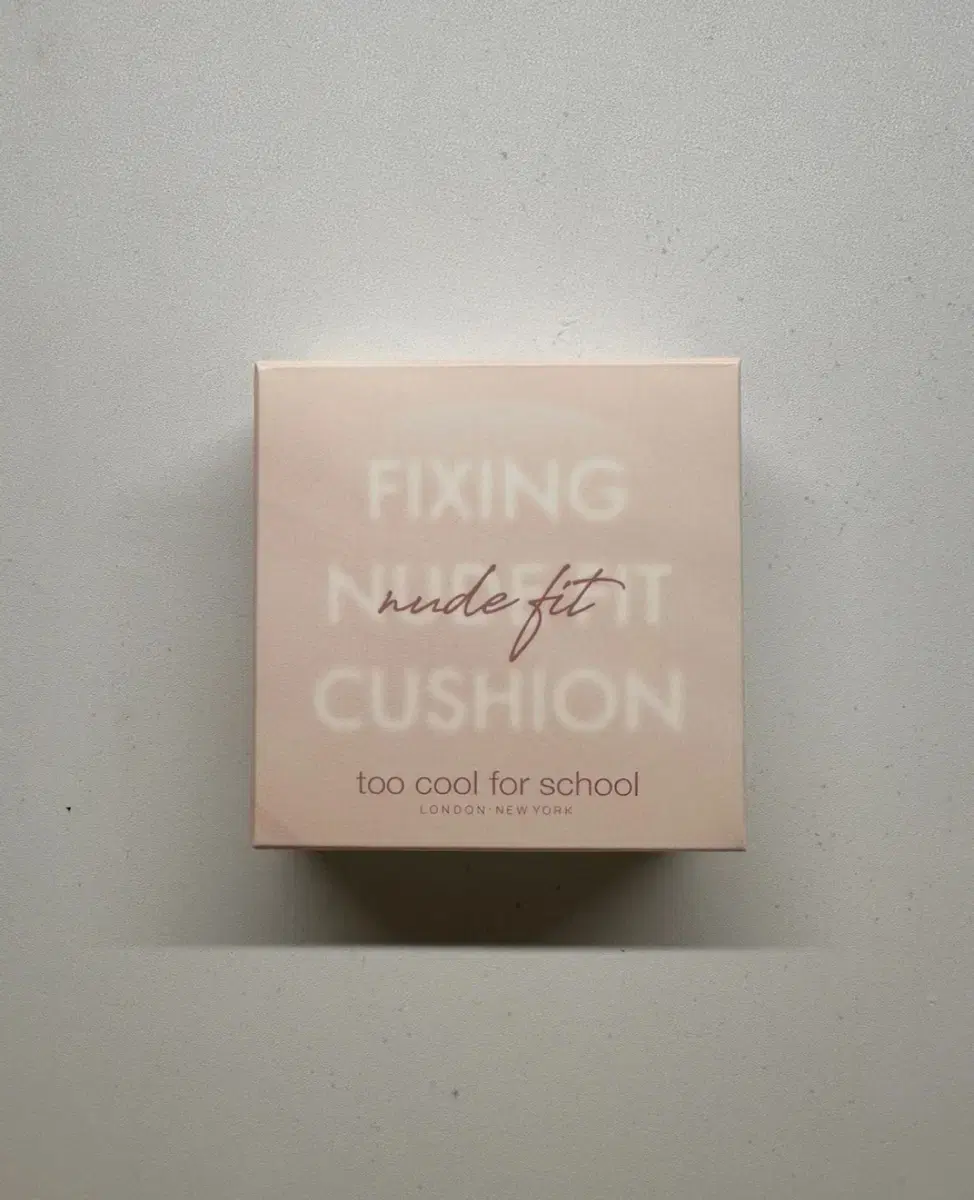 FIXING
NUDE FIT
nude fit
CUSHION
too cool for school
LONDON · NEW YORK